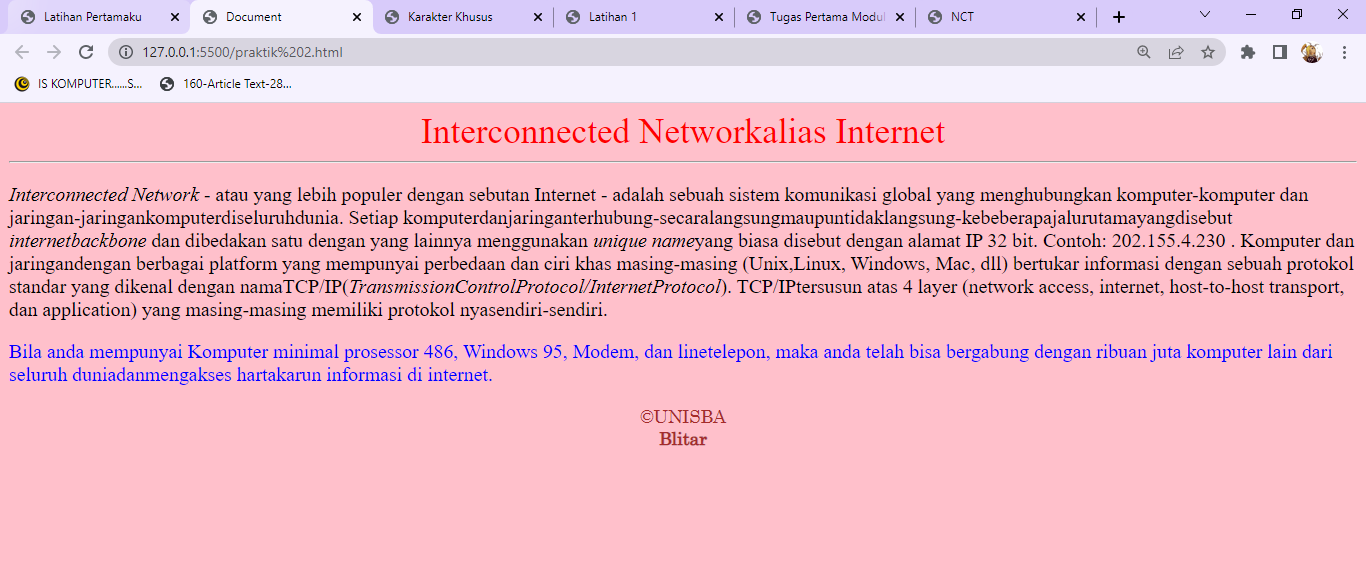 Latihan Pertamaku
Document
Karakter Khusus
Latihan 1
Tugas Pertama Modul
NCT
127.0.0.1:5500/praktik%202.html
IS KOMPUTER......S...
160-Article Text-28...
Interconnected Networkalias Internet
Interconnected Network - atau yang lebih populer dengan sebutan Internet - adalah sebuah sistem komunikasi global yang menghubungkan komputer-komputer dan
jaringan-jaringankomputerdiseluruhdunia. Setiap komputerdanjaringanterhubung-secaralangsungmaupuntidaklangsung-kebeberapajalurutamayangdisebut
internetbackbone dan dibedakan satu dengan yang lainnya menggunakan unique nameyang biasa disebut dengan alamat IP 32 bit. Contoh: 202.155.4.230 . Komputer dan
jaringandengan berbagai platform yang mempunyai perbedaan dan ciri khas masing-masing (Unix,Linux, Windows, Mac, dll) bertukar informasi dengan sebuah protokol
standar yang dikenal dengan namaTCP/IP(TransmissionControlProtocol/InternetProtocol). TCP/IPtersusun atas 4 layer (network access, internet, host-to-host transport,
dan application) yang masing-masing memiliki protokol nyasendiri-sendiri.
Bila anda mempunyai Komputer minimal prosessor 486, Windows 95, Modem, dan linetelepon, maka anda telah bisa bergabung dengan ribuan juta komputer lain dari
seluruh duniadanmengakses hartakarun informasi di internet.
©UNISBA
Blitar